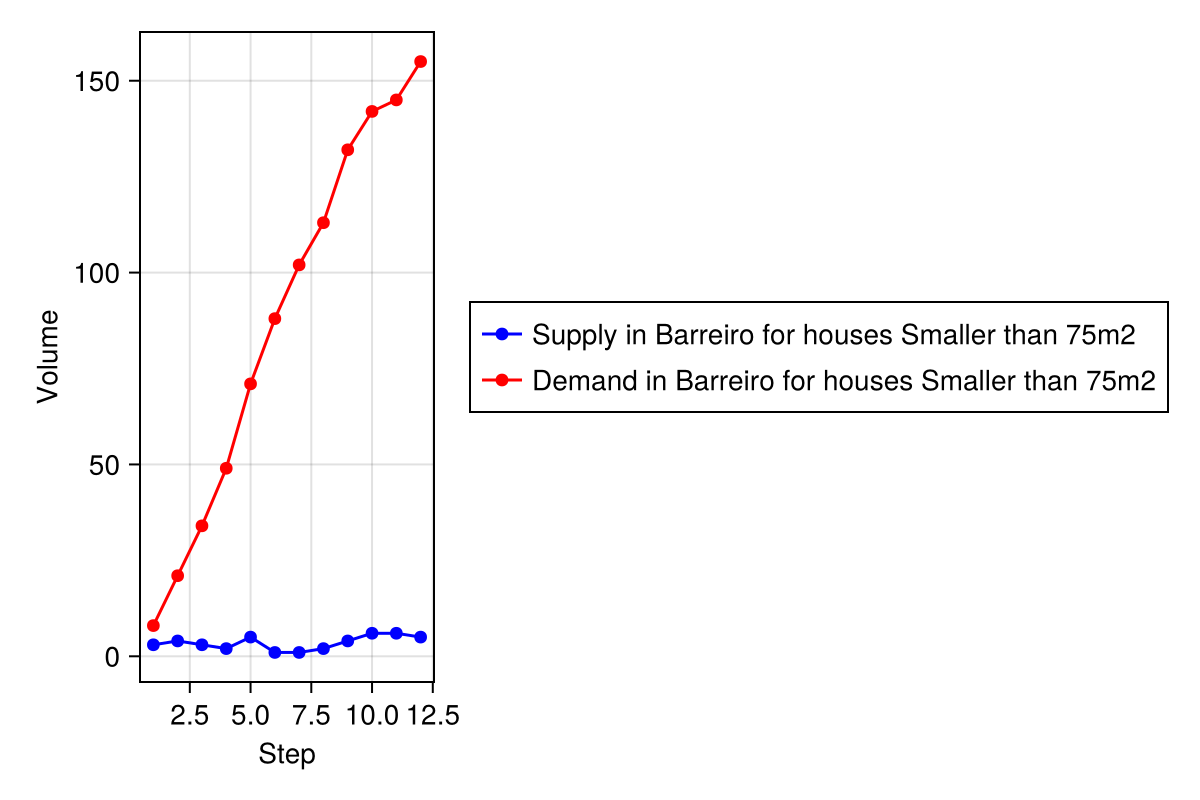 150
100
50
0
Volume
2.5 5.0 7.5 10.0 12.5
Step
Supply in Barreiro for houses Smaller than 75m2
Demand in Barreiro for houses Smaller than 75m2